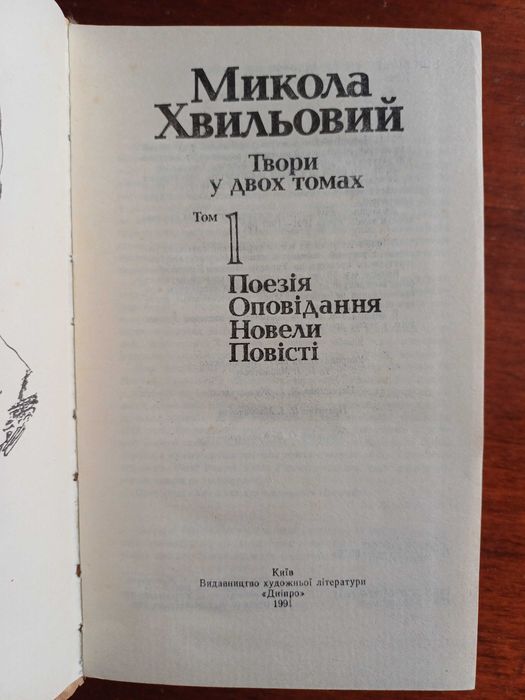 Микола
Хвильовий
Твори
у двох томах
Том 1
Поезія
Оповідання
Новели
Повісті
Київ
Видавництво художньої літератури
«Дніпро»
1991